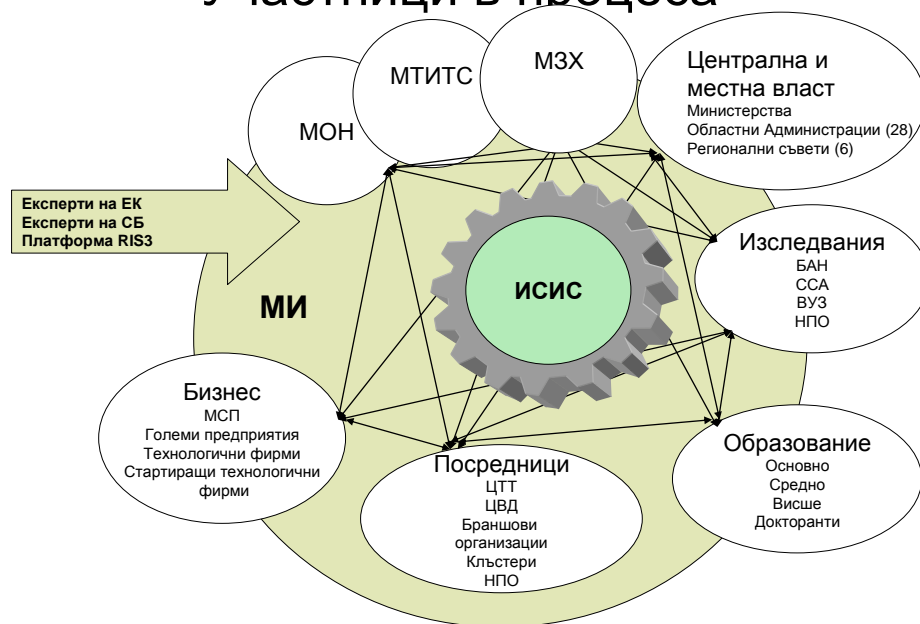 Участници в процеса
МЗХ
МТИТС
МОН
Централна и
местна власт
Министерства
Областни Администрации (28)
Регионални съвети (6)
Експерти на ЕК
Експерти на СБ
Платформа RIS3
Изследвания
БАН
ССА
ВУЗ
НПО
МИ
ИСИС
Бизнес
МСП
Големи предприятия
Технологични фирми
Стартиращи технологични
фирми
Посредници
ЦТТ
ЦВД
Браншови
организации
Клъстери
НПО
Образование
Основно
Средно
Висше
Докторанти